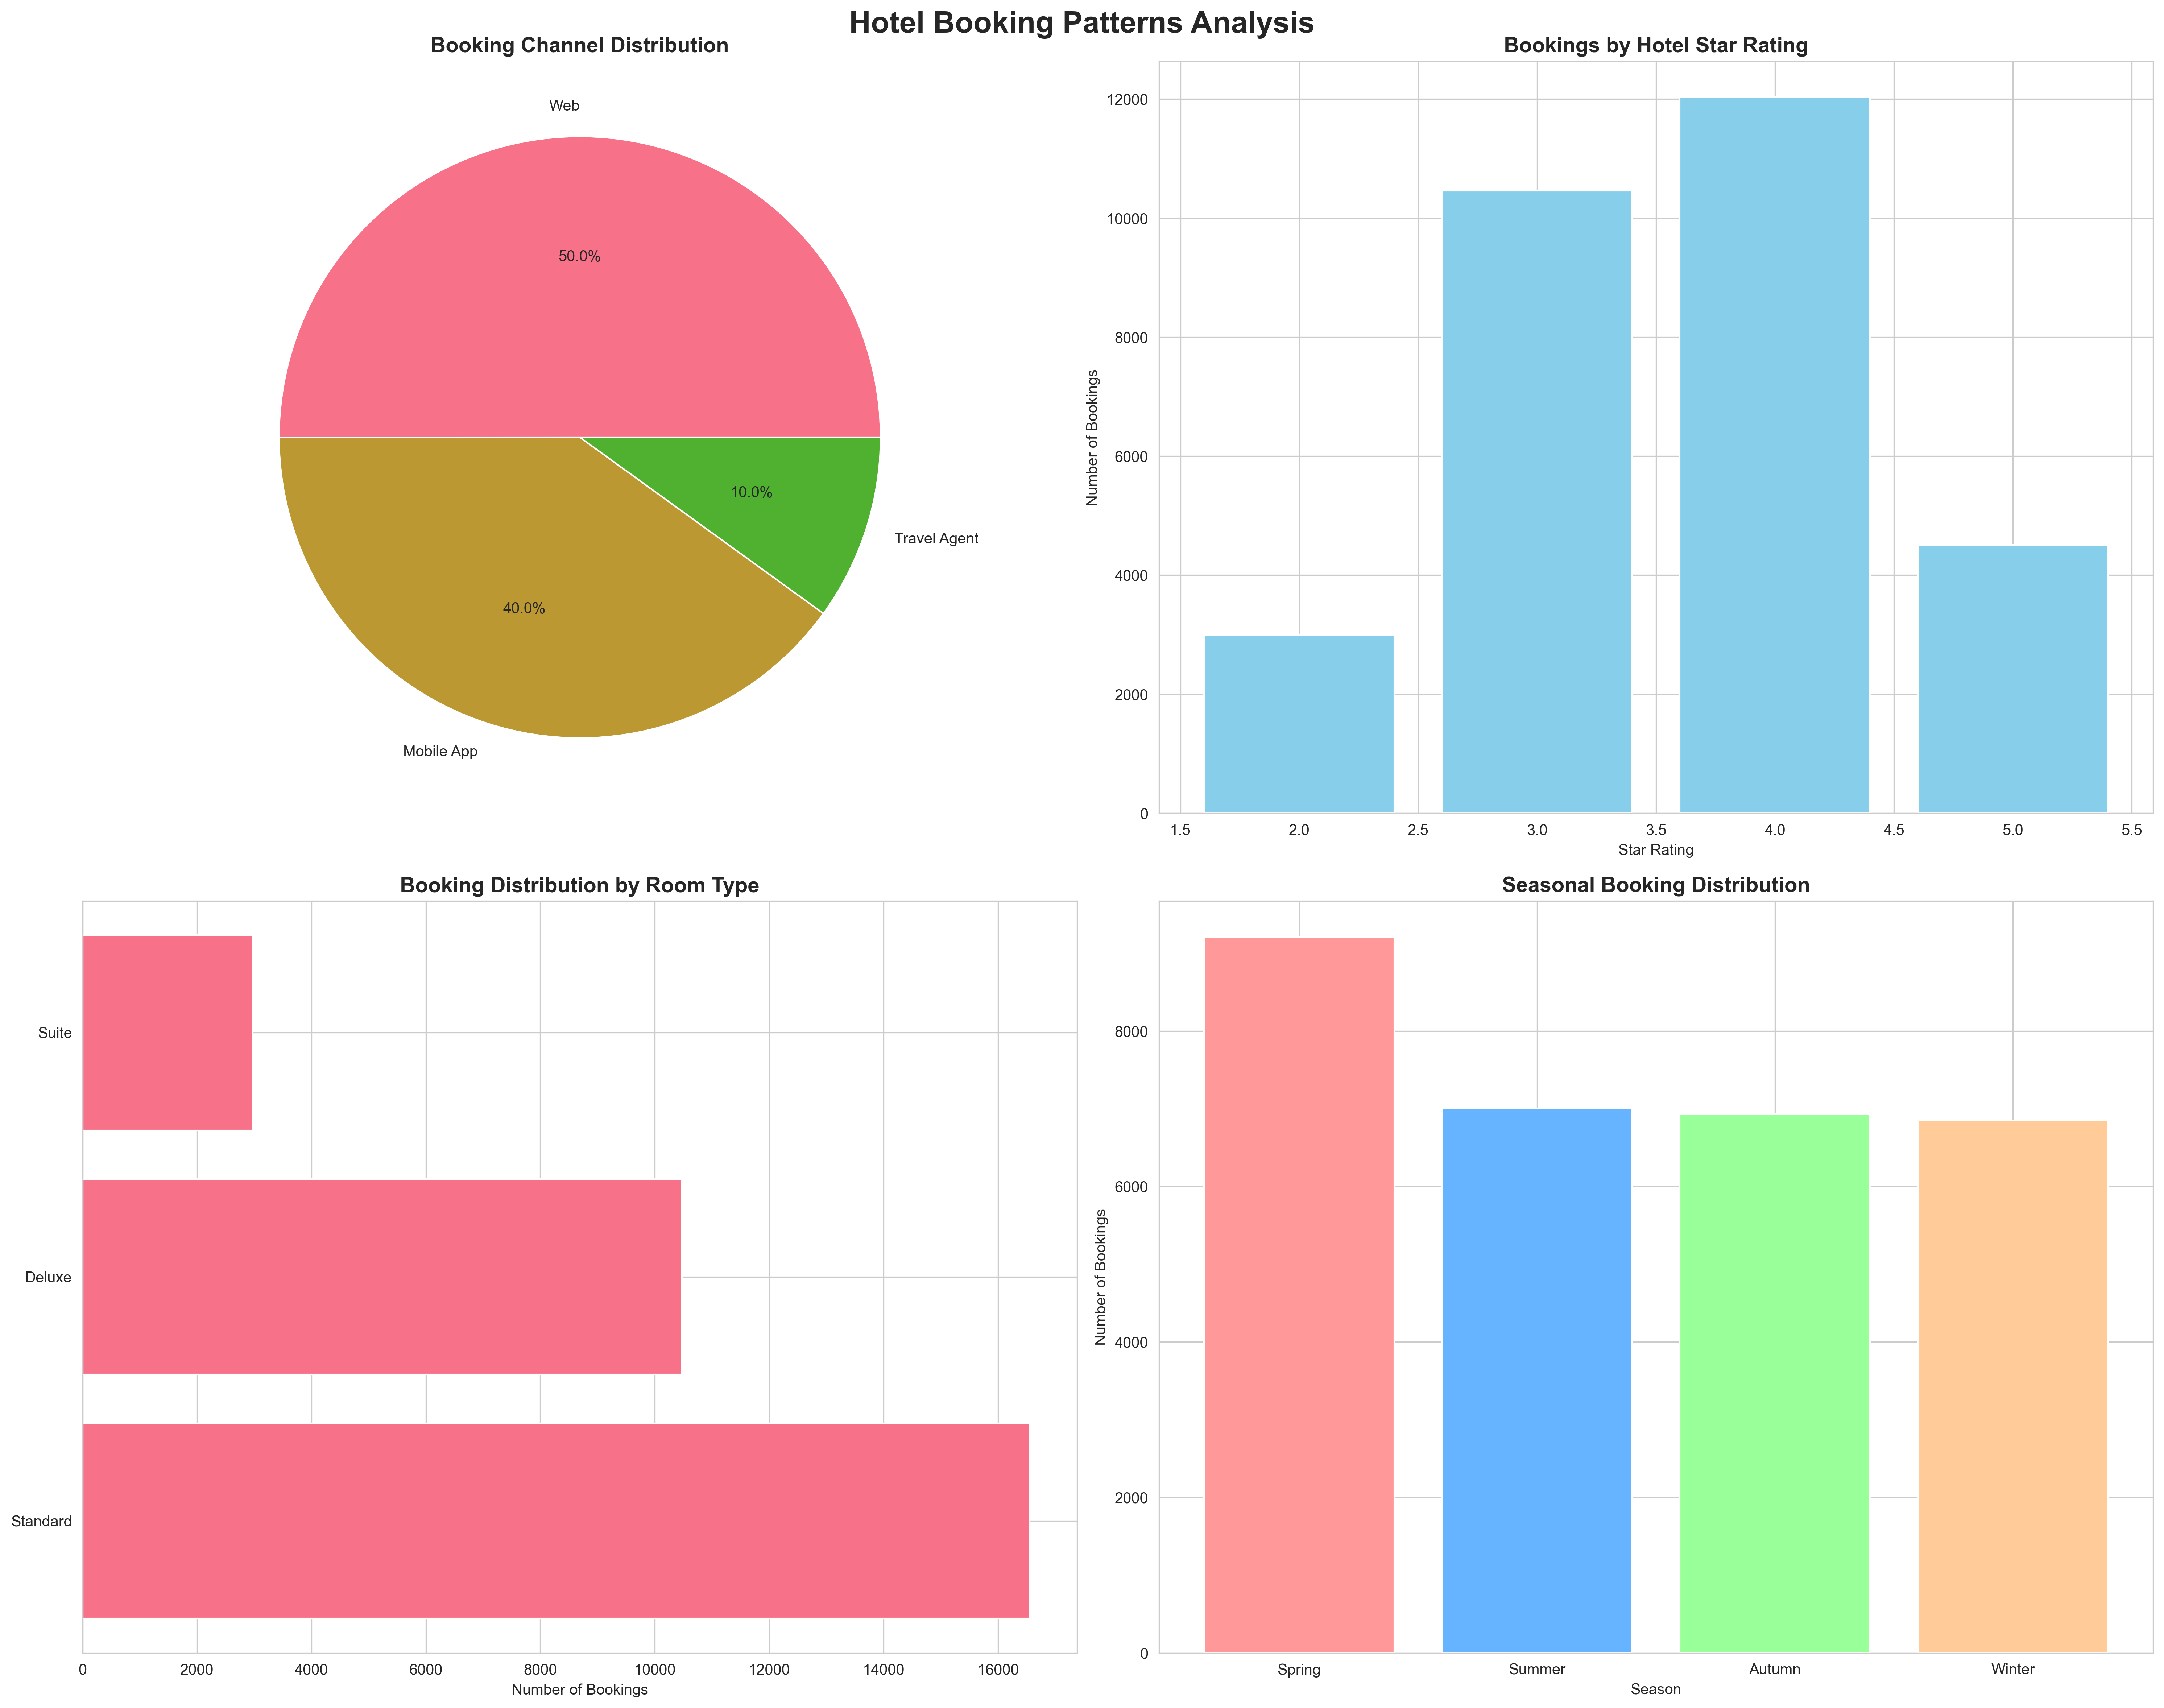 Hotel Booking Patterns Analysis
Booking Channel Distribution
Web
50.0%
10.0%
Travel Agent
40.0%
Mobile App
Bookings by Hotel Star Rating
Number of Bookings
12000
10000
8000
6000
4000
2000
0
1.5 2.0 2.5 3.0 3.5 4.0 4.5 5.0 5.5
Star Rating
Booking Distribution by Room Type
Suite
Deluxe
Standard
0 2000 4000 6000 8000 10000 12000 14000 16000
Number of Bookings
Seasonal Booking Distribution
Number of Bookings
8000
6000
4000
2000
0
Spring Summer Autumn Winter
Season